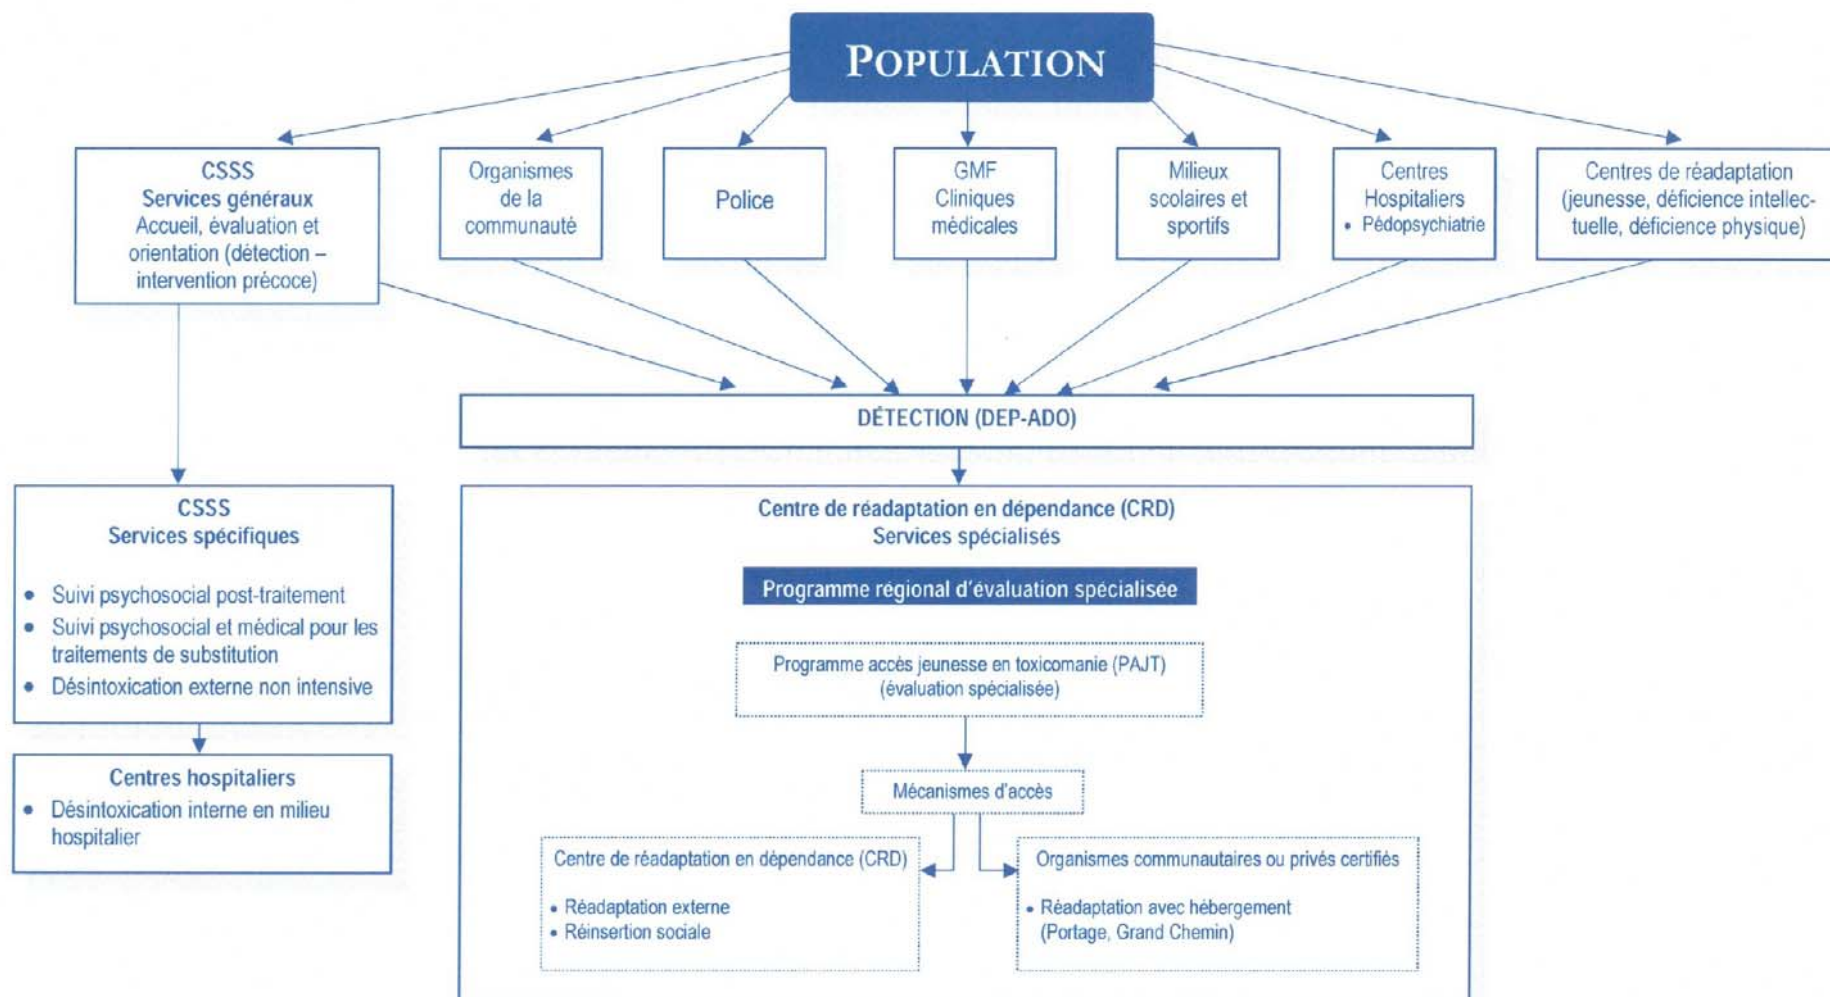 POPULATION
CSSS
Services généraux
Accueil, évaluation et
orientation (détection –
intervention précoce)
Organismes
de la
communauté
Police
GMF
Cliniques
médicales
Milieux
scolaires et
sportifs
Centres
Hospitaliers
• Pédopsychiatrie
Centres de réadaptation
(jeunesse, déficience intellec-
tuelle, déficience physique)
DÉTECTION (DEP-ADO)
CSSS
Services spécifiques
• Suivi psychosocial post-traitement
• Suivi psychosocial et médical pour les
traitements de substitution
• Désintoxication externe non intensive
Centres hospitaliers
• Désintoxication interne en milieu
hospitalier
Centre de réadaptation en dépendance (CRD)
Services spécialisés
Programme régional d'évaluation spécialisée
Programme accès jeunesse en toxicomanie (PAJT)
(évaluation spécialisée)
Mécanismes d'accès
Centre de réadaptation en dépendance (CRD)
• Réadaptation externe
• Réinsertion sociale
Organismes communautaires ou privés certifiés
• Réadaptation avec hébergement
(Portage, Grand Chemin)